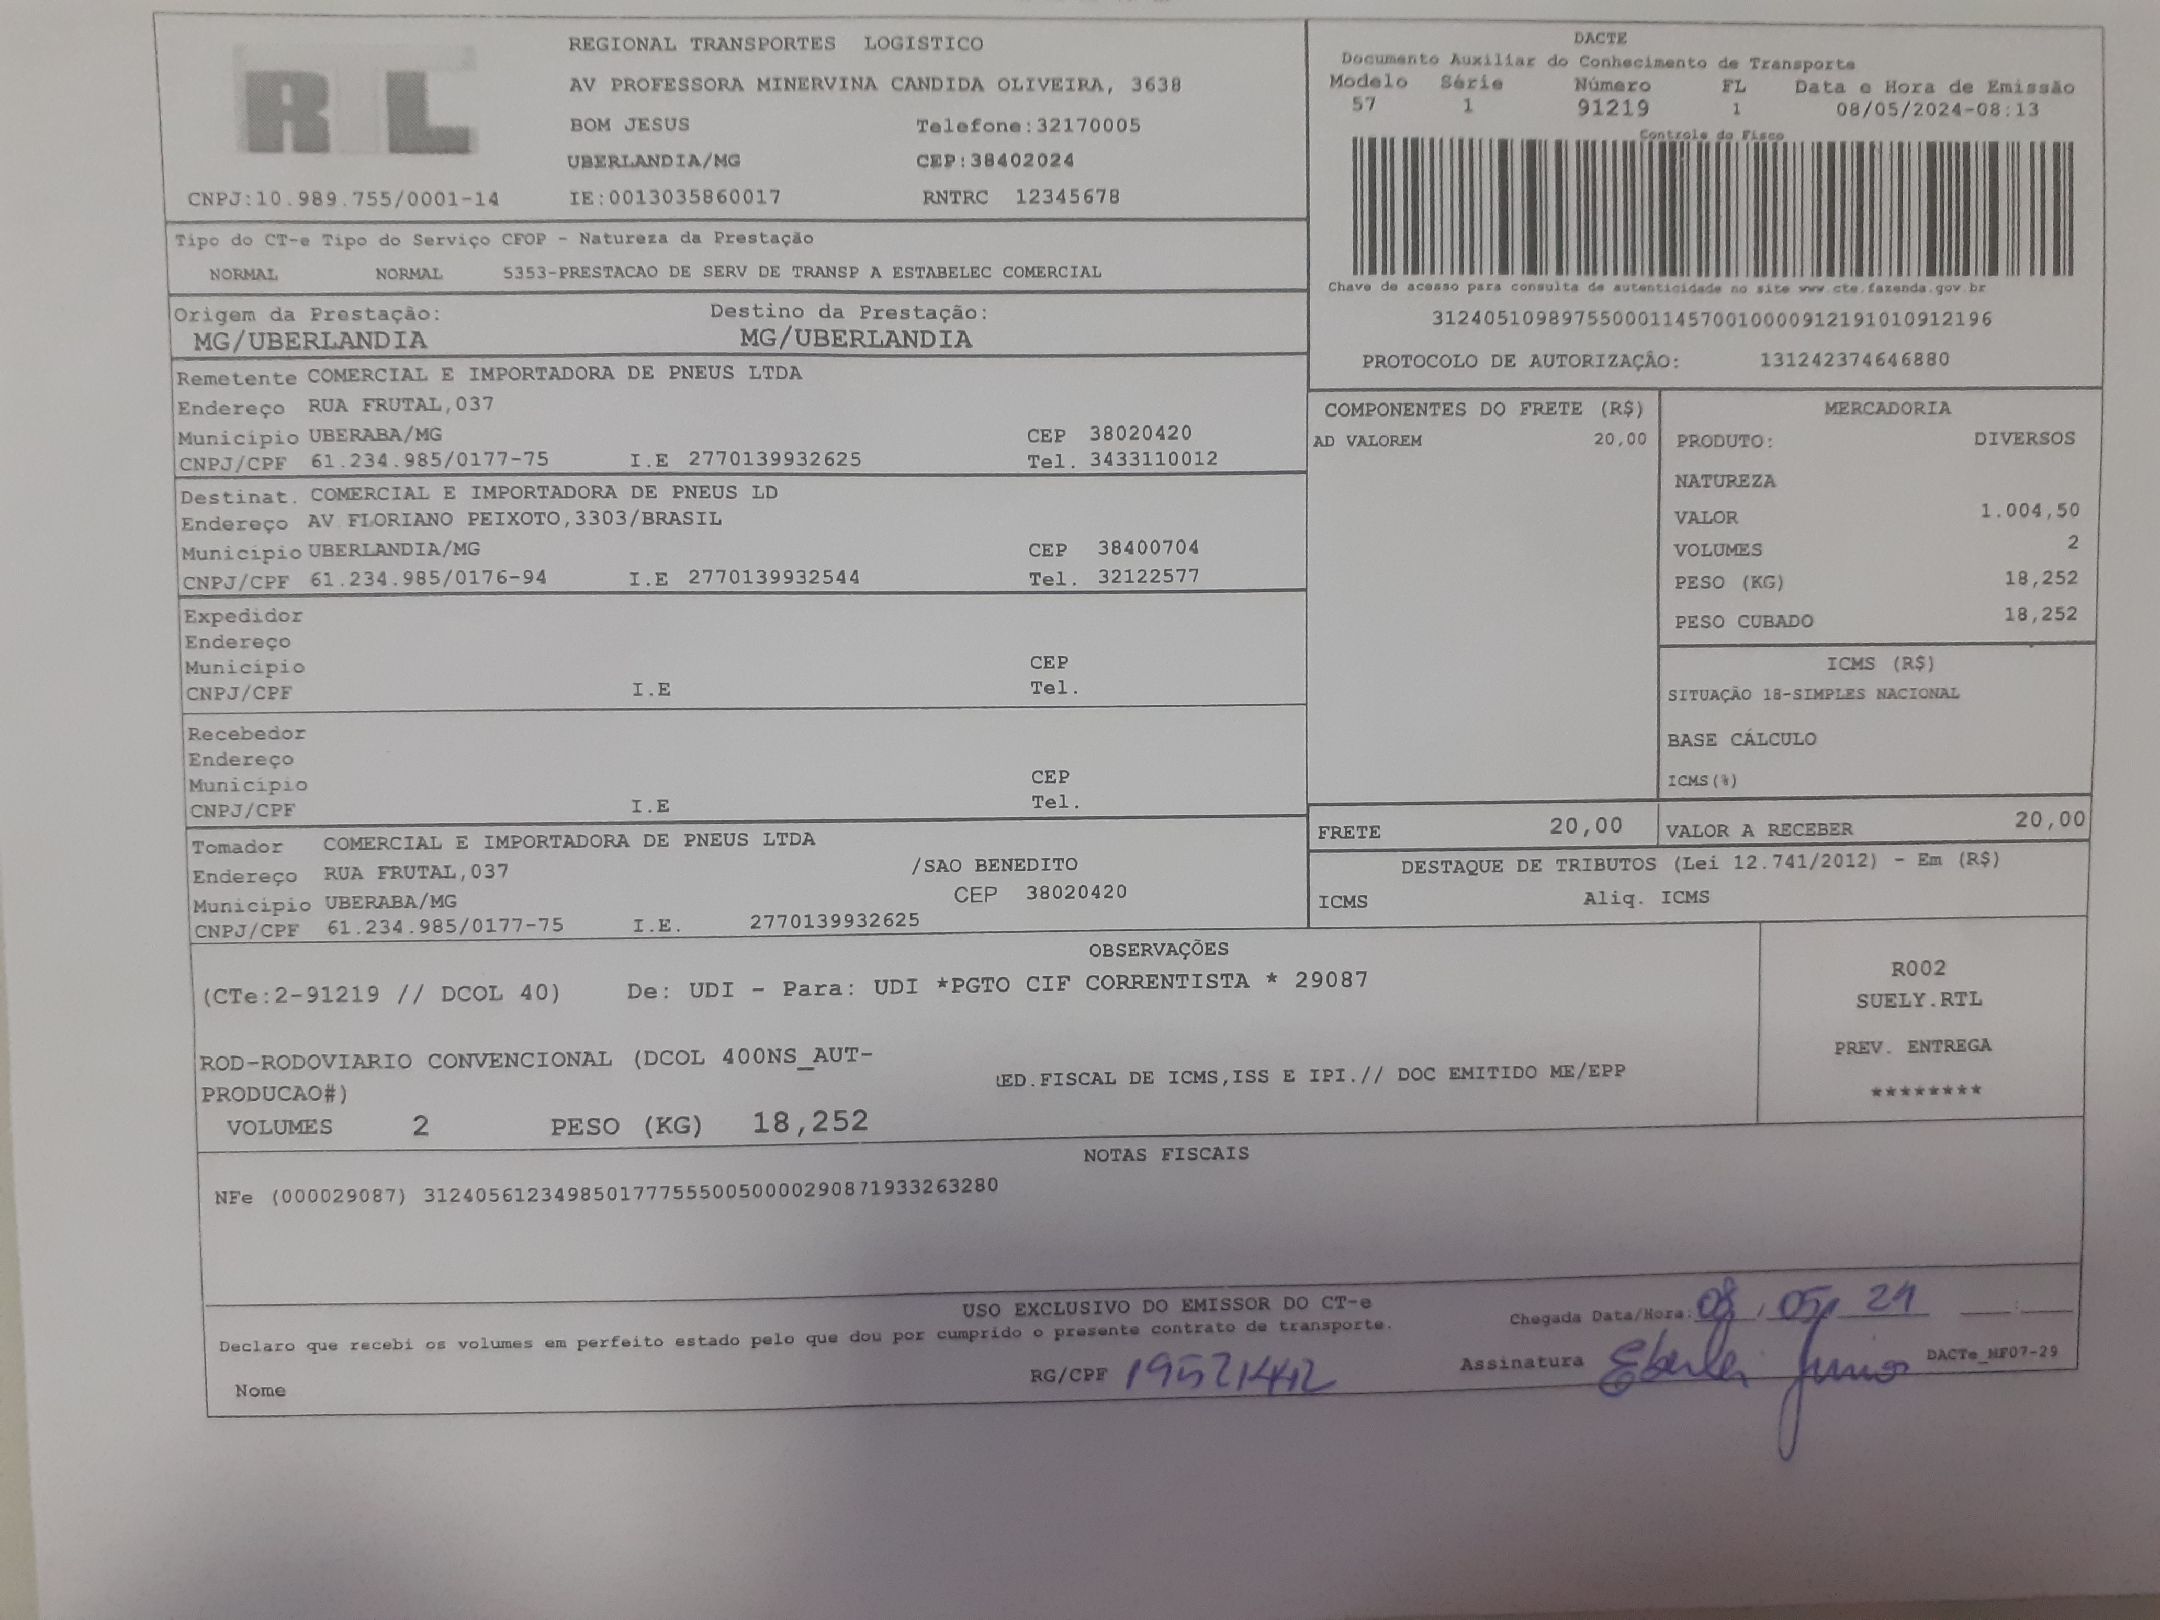 RTL
REGIONAL TRANSPORTES LOGISTICO
AV PROFESSORA MINERVINA CANDIDA OLIVEIRA, 3638
BOM JESUS Telefone:32170005
UBERLANDIA/MG CEP:38402024
CNPJ:10.989.755/0001-14 IE:0013035860017 RNTRC 12345678
DACTE
Documento Auxiliar do Conhecimento de Transporte
Modelo Série Número FL Data e Hora de Emissão
57 1 91219 1 08/05/2024-08:13
Controle do Fisco
Chave de acesso para consulta de autenticidade no site www.cte.fazenda.gov.br
31240510989755000114570010000912191010912196
PROTOCOLO DE AUTORIZAÇÂO: 131242374646880
Tipo do CT-e Tipo do Serviço CFOP - Natureza da Prestação
NORMAL NORMAL 5353-PRESTACAO DE SERV DE TRANSP A ESTABELEC COMERCIAL
Origem da Prestação: Destino da Prestação:
MG/UBERLANDIA MG/UBERLANDIA
Remetente COMERCIAL E IMPORTADORA DE PNEUS LTDA
Endereço RUA FRUTAL,037
Município UBERABA/MG CEP 38020420
CNPJ/CPF 61.234.985/0177-75 I.E 2770139932625 Tel. 3433110012
Destinat. COMERCIAL E IMPORTADORA DE PNEUS LD
Endereço AV FLORIANO PEIXOTO,3303/BRASIL
Município UBERLANDIA/MG CEP 38400704
CNPJ/CPF 61.234.985/0176-94 I.E 2770139932544 Tel. 32122577
Expedidor
Endereço
Município CEP
CNPJ/CPF I.E Tel.
Recebedor
Endereço
Município CEP
CNPJ/CPF I.E Tel.
Tomador COMERCIAL E IMPORTADORA DE PNEUS LTDA
Endereço RUA FRUTAL,037 /SAO BENEDITO
Município UBERABA/MG CEP 38020420
CNPJ/CPF 61.234.985/0177-75 I.E. 2770139932625
COMPONENTES DO FRETE (R$)
AD VALOREM 20,00
MERCADORIA
PRODUTO: DIVERSOS
NATUREZA
VALOR 1.004,50
VOLUMES 2
PESO (KG) 18,252
PESO CUBADO 18,252
ICMS (R$)
SITUAÇÃO 18-SIMPLES NACIONAL
BASE CÁLCULO
ICMS(%)
FRETE 20,00 VALOR A RECEBER 20,00
DESTAQUE DE TRIBUTOS (Lei 12.741/2012) - Em (R$)
ICMS Aliq. ICMS
OBSERVAÇÕES
(CTe:2-91219 // DCOL 40) De: UDI - Para: UDI *PGTO CIF CORRENTISTA * 29087
ROD-RODOVIARIO CONVENCIONAL (DCOL 400NS_AUT-
PRODUCAO#) ED.FISCAL DE ICMS,ISS E IPI.// DOC EMITIDO ME/EPP
VOLUMES 2 PESO (KG) 18,252
R002
SUELY.RTL
PREV. ENTREGA
********
NOTAS FISCAIS
NFe (000029087) 31240561234985017775550050000290871933263280
USO EXCLUSIVO DO EMISSOR DO CT-e
Declaro que recebi os volumes em perfeito estado pelo que dou por cumprido o presente contrato de transporte.
Chegada Data/Hora: 08 / 05 / 24 ____:____
Nome RG/CPF 19521442 Assinatura Junio DACTe_NF07-29